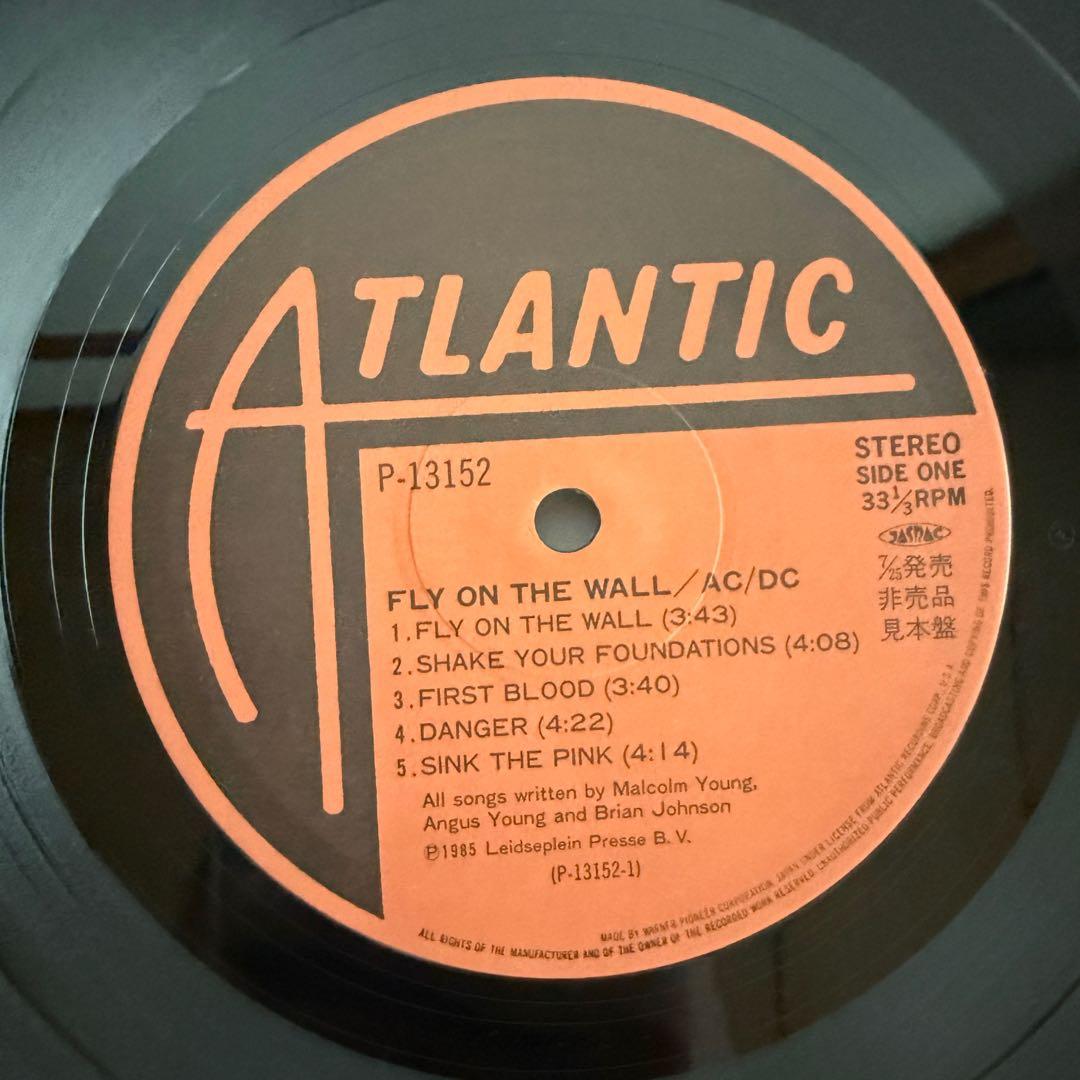 ATLANTIC
P-13152
STEREO
SIDE ONE
33 1/3 RPM
JASRAC
7/25発売
非売品
見本盤
FLY ON THE WALL/AC/DC
1.FLY ON THE WALL (3:43)
2.SHAKE YOUR FOUNDATIONS (4:08)
3.FIRST BLOOD (3:40)
4.DANGER (4:22)
5.SINK THE PINK (4:14)
All songs written by Malcolm Young,
Angus Young and Brian Johnson
Ⓟ1985 Leidseplein Presse B. V.
(P-13152-1)
MADE BY WARNER PIONEER CORPORATION, JAPAN UNDER LICENSE FROM ATLANTIC RECORDING CORP., U.S.A.
ALL RIGHTS OF THE MANUFACTURER AND OF THE OWNER OF THE RECORDED WORK RESERVED. UNAUTHORIZED PUBLIC PERFORMANCE, BROADCASTING AND COPYING OF THIS RECORD PROHIBITED.